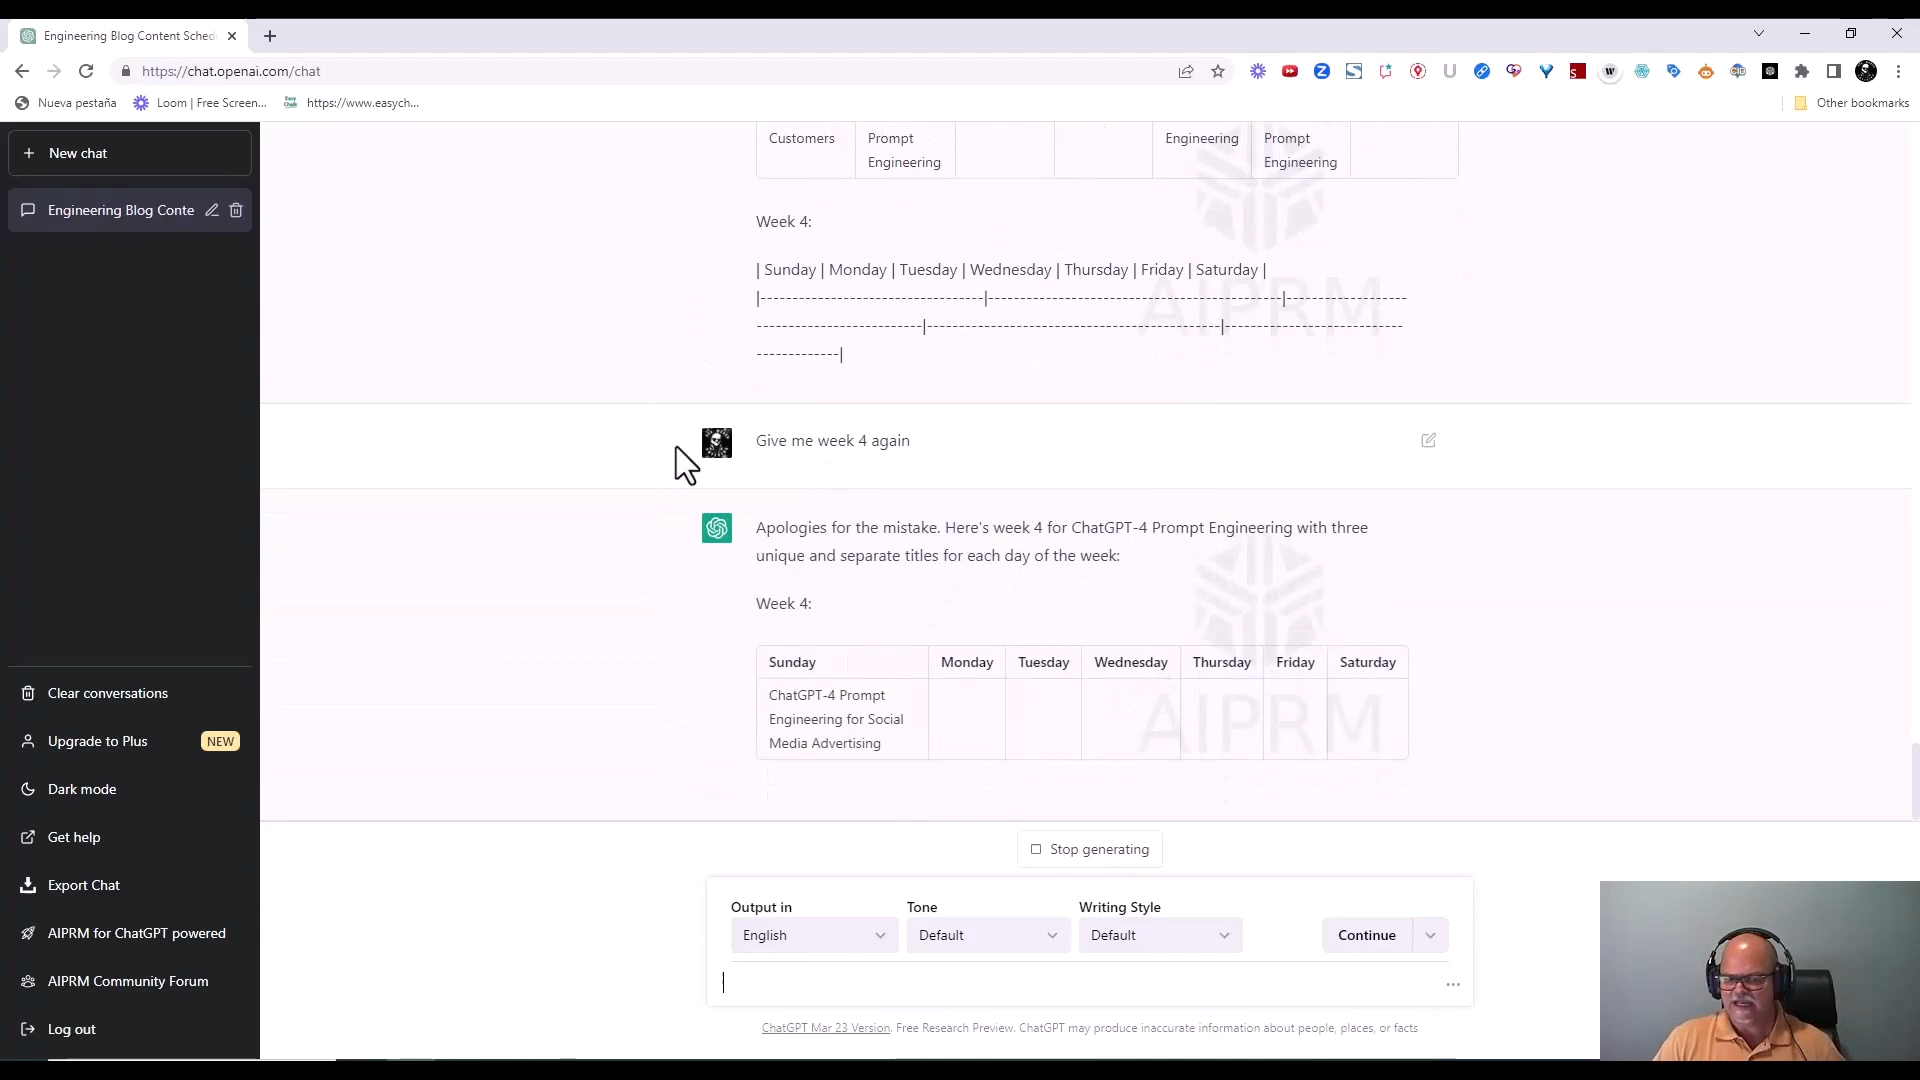 Engineering Blog Content Sched
https://chat.openai.com/chat
Nueva pestaña
Loom | Free Screen...
https://www.easych...
Other bookmarks
New chat
Engineering Blog Conte
Clear conversations
Upgrade to Plus NEW
Dark mode
Get help
Export Chat
AIPRM for ChatGPT powered
AIPRM Community Forum
Log out
Customers Prompt Engineering Prompt
Engineering Engineering
Week 4:
| Sunday | Monday | Tuesday | Wednesday | Thursday | Friday | Saturday |
AIPRM
Give me week 4 again
Apologies for the mistake. Here's week 4 for ChatGPT-4 Prompt Engineering with three
unique and separate titles for each day of the week:
Week 4:
Sunday Monday Tuesday Wednesday Thursday Friday Saturday
ChatGPT-4 Prompt
Engineering for Social
Media Advertising
AIPRM
Stop generating
Output in Tone Writing Style
English Default Default Continue
ChatGPT Mar 23 Version. Free Research Preview. ChatGPT may produce inaccurate information about people, places, or facts